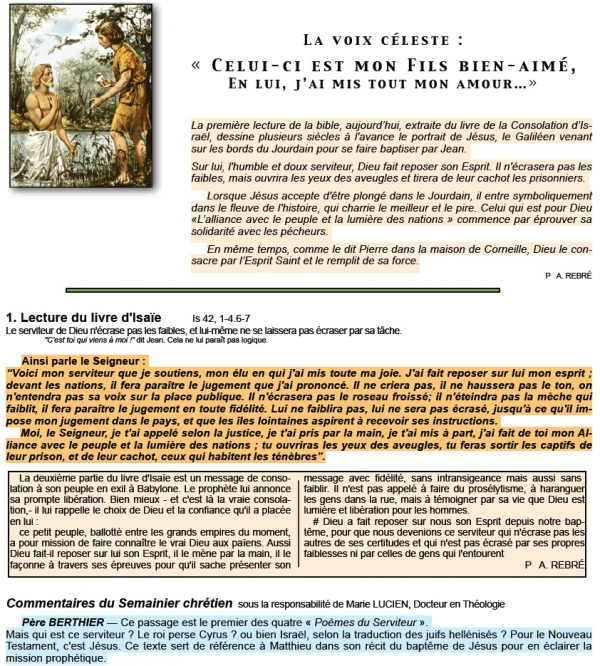 La voix céleste :
« Celui-ci est mon Fils bien-aimé,
En lui, j'ai mis tout mon amour...»
La première lecture de la bible, aujourd'hui, extraite du livre de la Consolation d'Is-
raël, dessine plusieurs siècles à l'avance le portrait de Jésus, le Galiléen venant
sur les bords du Jourdain pour se faire baptiser par Jean.
Sur lui, l'humble et doux serviteur, Dieu fait reposer son Esprit. Il n'écrasera pas les
faibles, mais ouvrira les yeux des aveugles et tirera de leur cachot les prisonniers.
Lorsque Jésus accepte d'être plongé dans le Jourdain, il entre symboliquement
dans le fleuve de l'histoire, qui charrie le meilleur et le pire. Celui qui est pour Dieu
«L'alliance avec le peuple et la lumière des nations » commence par éprouver sa
solidarité avec les pécheurs.
En même temps, comme le dit Pierre dans la maison de Corneille, Dieu le con-
sacre par l'Esprit Saint et le remplit de sa force.
P A. REBRÉ
1. Lecture du livre d'Isaïe Is 42, 1-4.6-7
Le serviteur de Dieu n'écrase pas les faibles, et lui-même ne se laissera pas écraser par sa tâche.
"C'est toi qui viens à moi !" dit Jean. Cela ne lui paraît pas logique.
Ainsi parle le Seigneur :
"Voici mon serviteur que je soutiens, mon élu en qui j'ai mis toute ma joie. J'ai fait reposer sur lui mon esprit ;
devant les nations, il fera paraître le jugement que j'ai prononcé. Il ne criera pas, il ne haussera pas le ton, on
n'entendra pas sa voix sur la place publique. Il n'écrasera pas le roseau froissé; il n'éteindra pas la mèche qui
faiblit, il fera paraître le jugement en toute fidélité. Lui ne faiblira pas, lui ne sera pas écrasé, jusqu'à ce qu'il im-
pose mon jugement dans le pays, et que les îles lointaines aspirent à recevoir ses instructions.
Moi, le Seigneur, je t'ai appelé selon la justice, je t'ai pris par la main, je t'ai mis à part, j'ai fait de toi mon Al-
liance avec le peuple et la lumière des nations ; tu ouvriras les yeux des aveugles, tu feras sortir les captifs de
leur prison, et de leur cachot, ceux qui habitent les ténèbres".
La deuxième partie du livre d'Isaïe est un message de conso-
lation à son peuple en exil à Babylone. Le prophète lui annonce
sa prompte libération. Bien mieux - et c'était là la vraie consola-
tion,- il lui rappelle le choix de Dieu et la confiance qu'il a placée
en lui :
ce petit peuple, ballotté entre les grands empires du moment,
a pour mission de faire connaître le vrai Dieu aux païens. Aussi
Dieu fait-il reposer sur lui son Esprit, il le mène par la main, il le
façonne à travers ses épreuves pour qu'il sache présenter son
message avec fidélité, sans intransigeance mais aussi sans
faiblir. Il n'est pas appelé à faire du prosélytisme, à haranguer
les gens dans la rue, mais à témoigner par sa vie que Dieu est
lumière et libération pour les hommes.
# Dieu a fait reposer sur nous son Esprit depuis notre bap-
tême, pour que nous devenions ce serviteur qui n'écrase pas les
autres de ses certitudes et qui n'est pas écrasé par ses propres
faiblesses ni par celles de gens qui l'entourent
P A. REBRÉ
Commentaires du Semainier chrétien sous la responsabilité de Marie LUCIEN, Docteur en Théologie
Père BERTHIER — Ce passage est le premier des quatre « Poèmes du Serviteur ».
Mais qui est ce serviteur ? Le roi perse Cyrus ? ou bien Israël, selon la traduction des juifs hellénisés ? Pour le Nouveau
Testament, c'est Jésus. Ce texte sert de référence à Matthieu dans son récit du baptême de Jésus pour en éclairer la
mission prophétique.